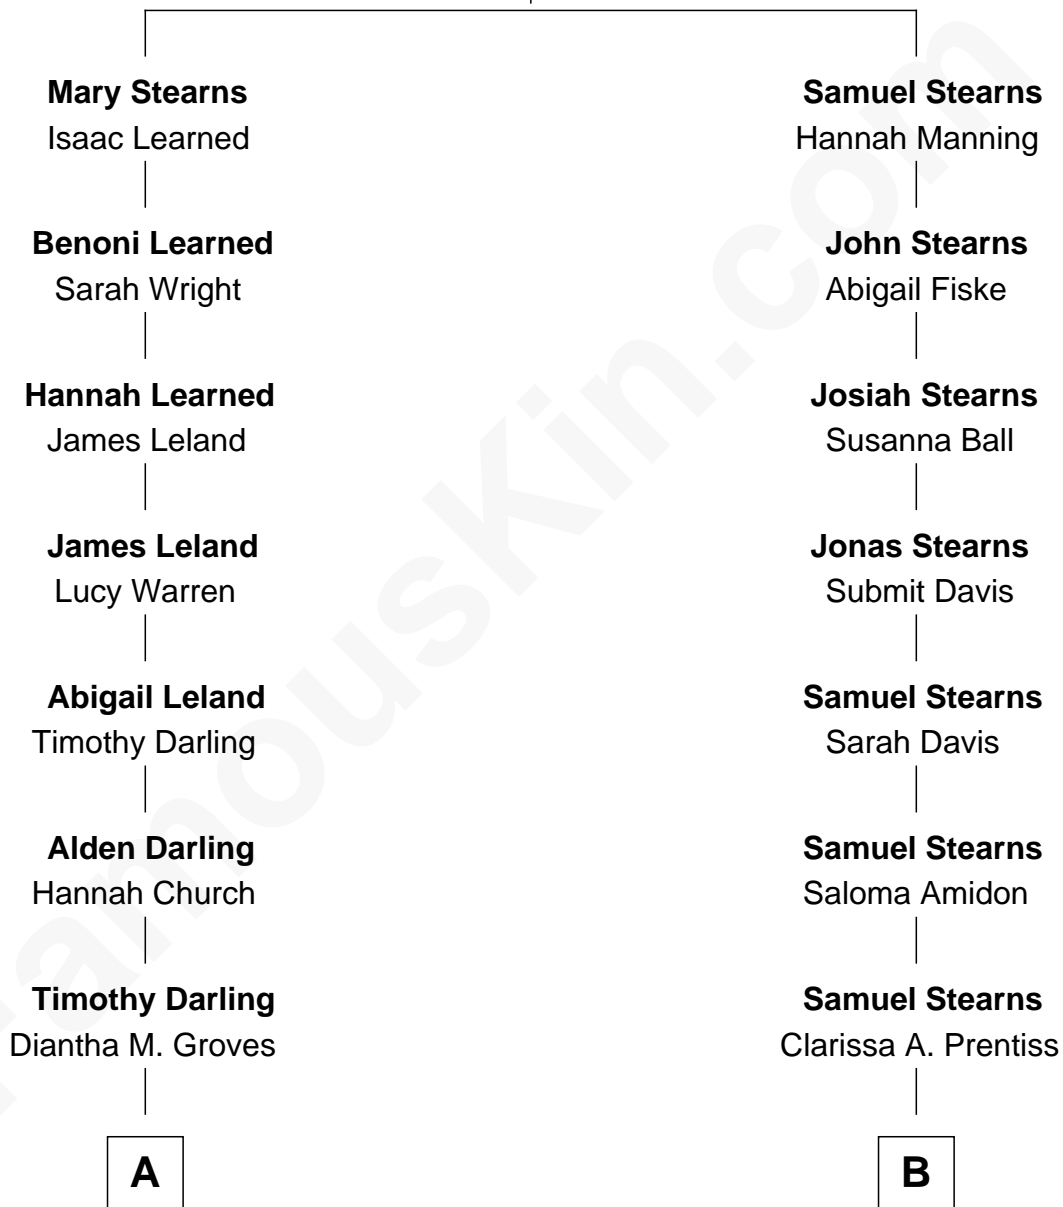 Mary Stearns
Isaac Learned
Benoni Learned
Sarah Wright
Hannah Learned
James Leland
James Leland
Lucy Warren
Abigail Leland
Timothy Darling
Alden Darling
Hannah Church
Timothy Darling
Diantha M. Groves
A
Samuel Stearns
Hannah Manning
John Stearns
Abigail Fiske
Josiah Stearns
Susanna Ball
Jonas Stearns
Submit Davis
Samuel Stearns
Sarah Davis
Samuel Stearns
Saloma Amidon
Samuel Stearns
Clarissa A. Prentiss
B
FamousKin.com